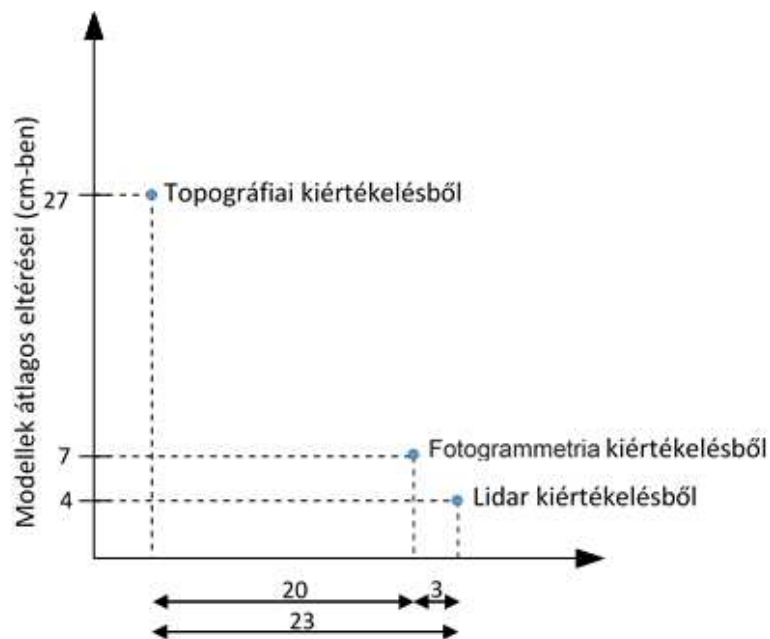 Modellek átlagos eltérései (cm-ben)
27
Topográfiai kiértékelésből
7
Fotogrammetria kiértékelésből
4
Lidar kiértékelésből
20
3
23